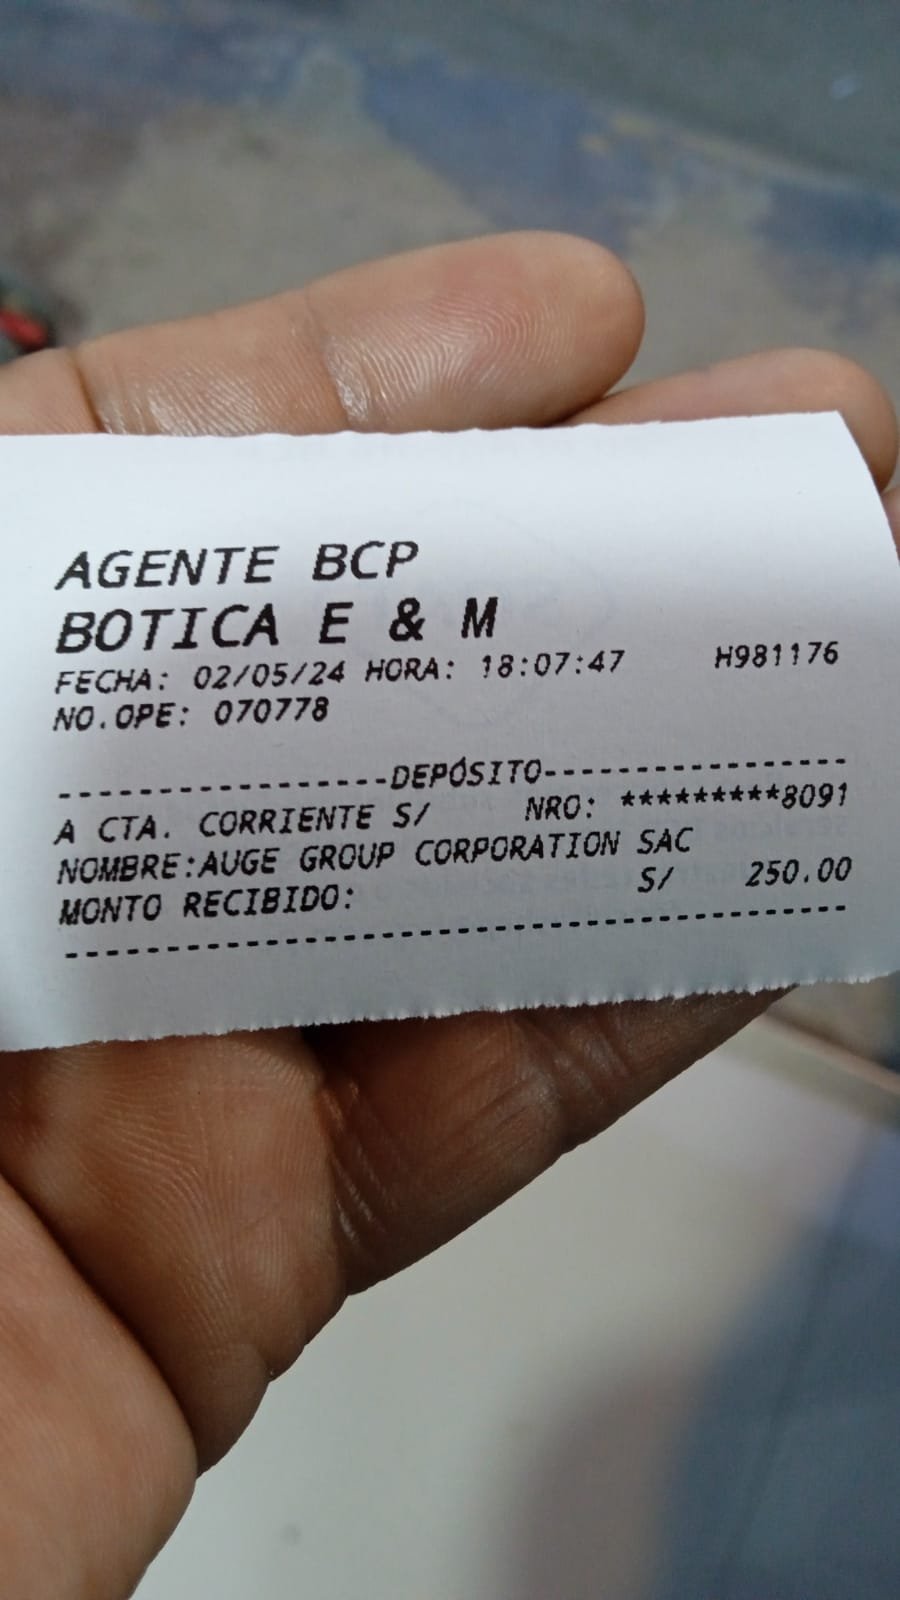 AGENTE BCP
BOTICA E & M
FECHA: 02/05/24 HORA: 18:07:47 H981176
NO.OPE: 070778
-----------------DEPÓSITO------------------
A CTA. CORRIENTE S/ NRO: *********8091
NOMBRE:AUGE GROUP CORPORATION SAC
MONTO RECIBIDO: S/ 250.00
----------------------------------------------